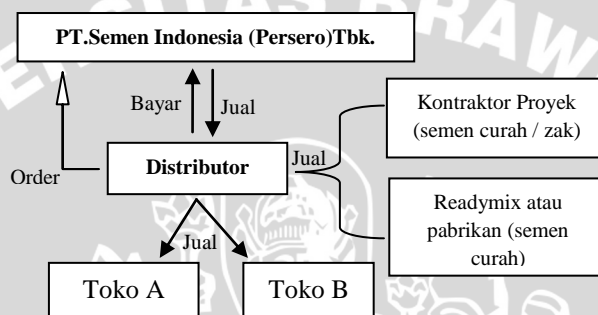 PT.Semen Indonesia (Persero)Tbk.
Bayar
Jual
Kontraktor Proyek
(semen curah / zak)
Order
Distributor
Jual
Readymix atau
pabrikan (semen
curah)
Jual
Toko A
Toko B